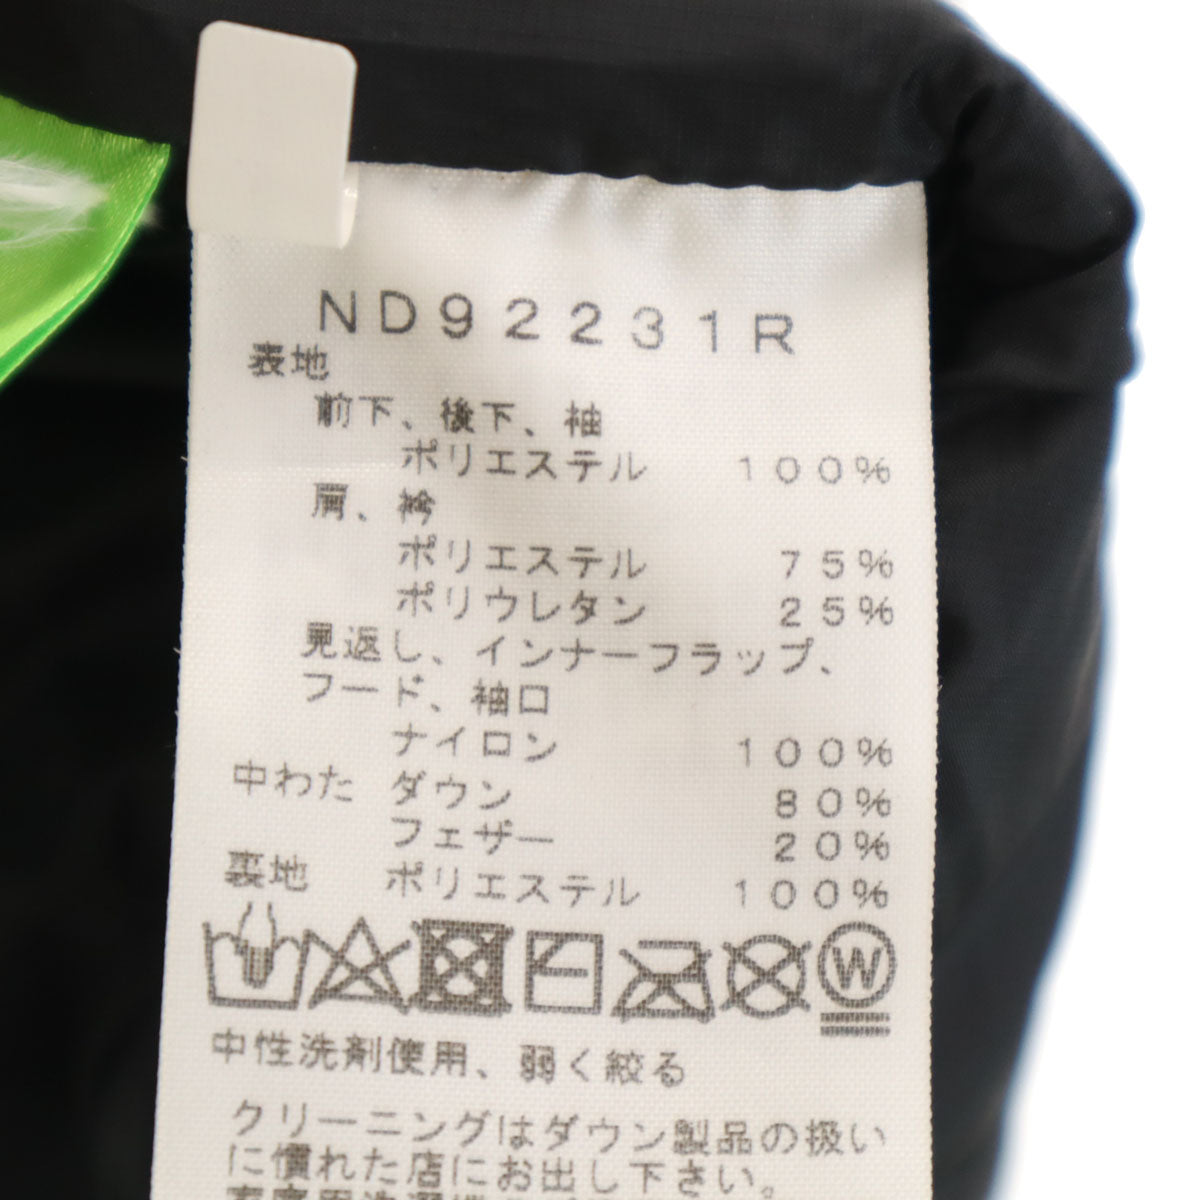 ND92231R
表地
前下、後下、袖
ポリエステル 100%
肩、衿
ポリエステル 75%
ポリウレタン 25%
見返し、インナーフラップ、
フード、袖口
ナイロン 100%
中わた ダウン 80%
フェザー 20%
裏地 ポリエステル 100%
W
中性洗剤使用、弱く絞る
クリーニングはダウン製品の扱い
に慣れた店にお出し下さい。